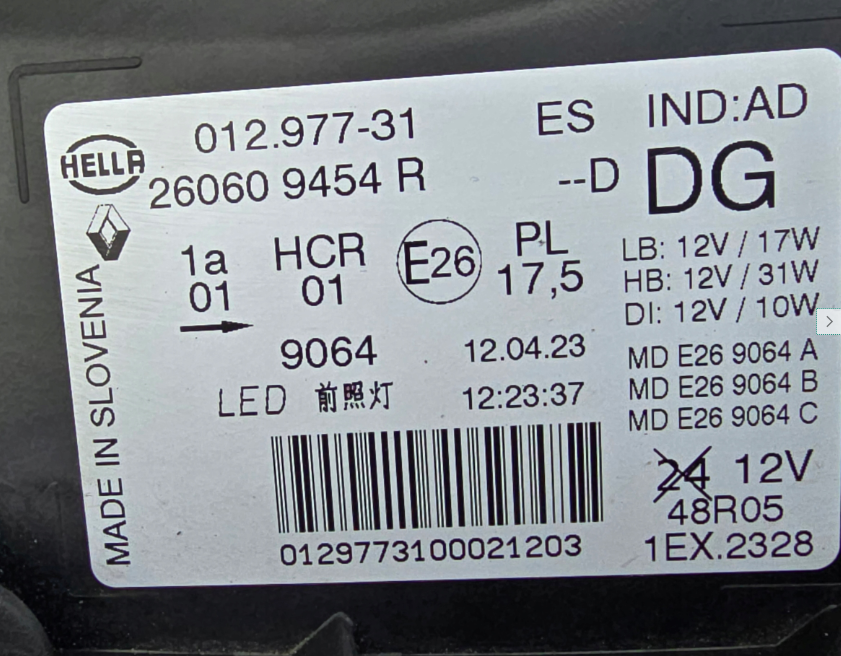 012.977-31
ES
IND:AD
HELLA
26060 9454 R
--D
DG
1a
01
HCR
01
E26
PL
17,5
LB: 12V / 17W
HB: 12V / 31W
DI: 12V / 10W
9064
12.04.23
MD E26 9064 A
LED 前照灯
12:23:37
MD E26 9064 B
MD E26 9064 C
MADE IN SLOVENIA
24 12V
48R05
0129773100021203
1EX.2328